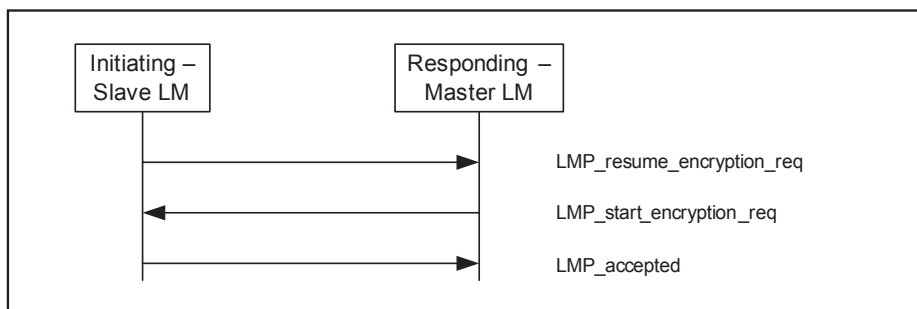 Initiating –
Slave LM
Responding –
Master LM
LMP_resume_encryption_req
LMP_start_encryption_req
LMP_accepted